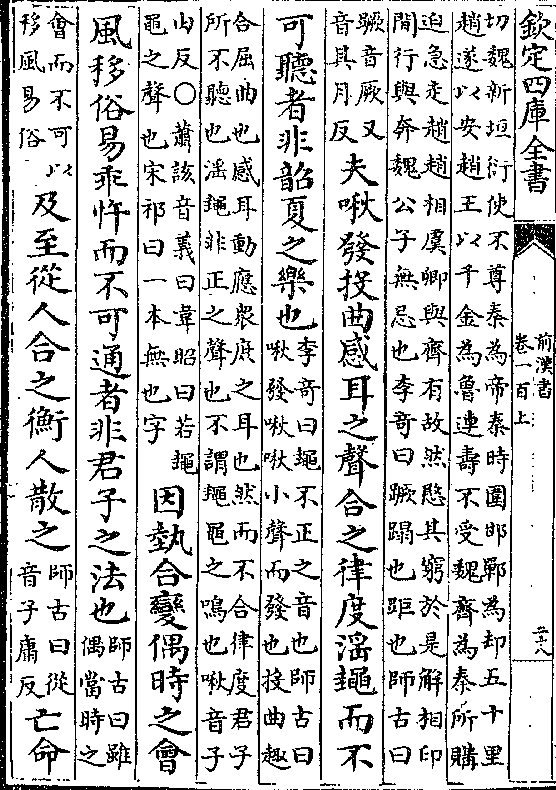 欽定四庫全書
前漢書
卷一百上
二十八
切魏新垣衍使不尊秦為帝秦時圍邯鄲為却五十里
趙遂以安趙王以千金為魯連壽不受魏齊為秦所購
迫急走趙趙相虞卿與齊有故然愍其窮於是解相印
間行與奔魏公子無忌也李竒曰蹶蹋也距也師古曰
蹶音厥又
音其月反
夫啾發投曲感耳之聲合之律度滛䵷而不
可聽者非韶夏之樂也
李竒曰䵷不正之音也師古曰
啾發啾啾小聲而發也投曲趣
合屈曲也感耳動應衆庶之耳也然而不合律度君子
所不聽也滛䵷非正之聲也不謂䵷黽之鳴也啾音子
由反○蕭該音義曰韋昭曰若䵷
黽之聲也宋祁曰一本無也字
因埶合變偶時之會
風移俗易乖忤而不可通者非君子之法也
師古曰雖
偶當時之
會而不可以
移風易俗
及至從人合之衡人散之
師古曰從
音子庸反
亡命